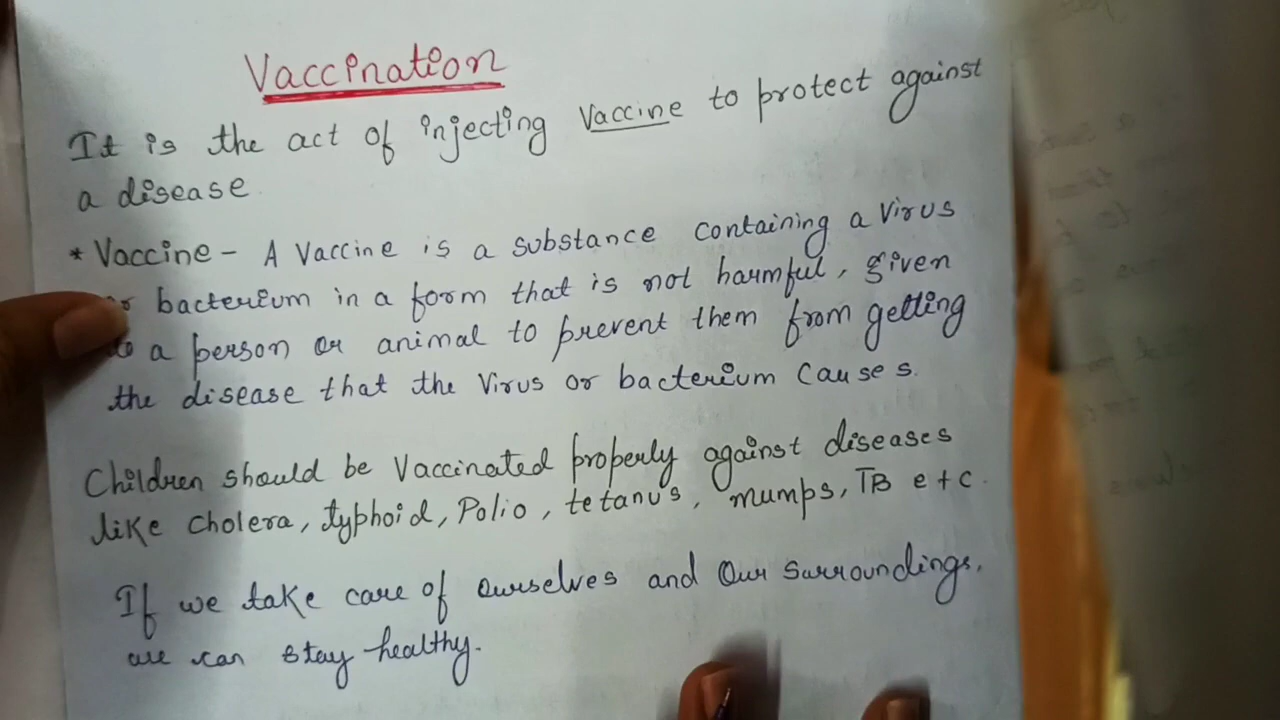 Vaccination
It is the act of injecting Vaccine to protect against
a disease
* Vaccine - A Vaccine is a substance containing a Virus
bacterium in a form that is not harmful, given
a person or animal to prevent them from getting
the disease that the Virus or bacterium causes.
Children should be Vaccinated properly against diseases
like cholera, typhoid, Polio, tetanus, mumps, TB etc.
If we take care of ourselves and our surroundings,
we can stay healthy.